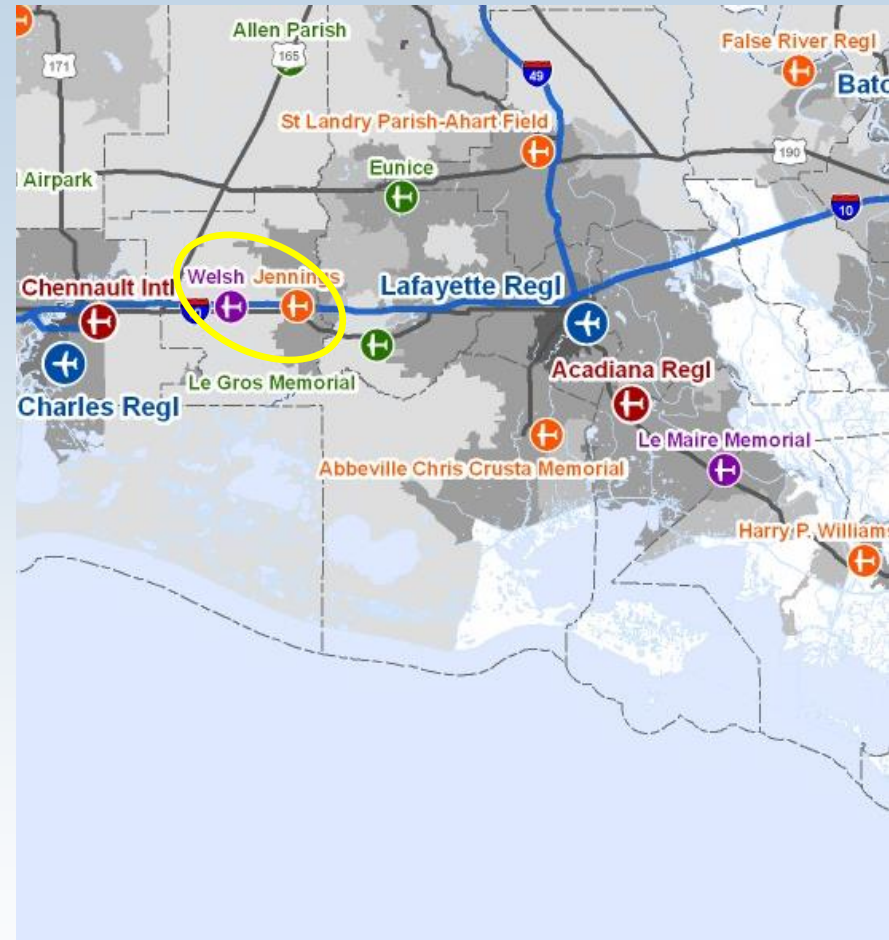 Allen Parish
False River Regl
171
165
49
Bato
St Landry Parish-Ahart Field
190
Eunice
l Airpark
10
Welsh Jennings
Chennault Intl
Lafayette Regl
Le Gros Memorial
Acadiana Regl
Charles Regl
Le Maire Memorial
Abbeville Chris Crusta Memorial
Harry P. Williams